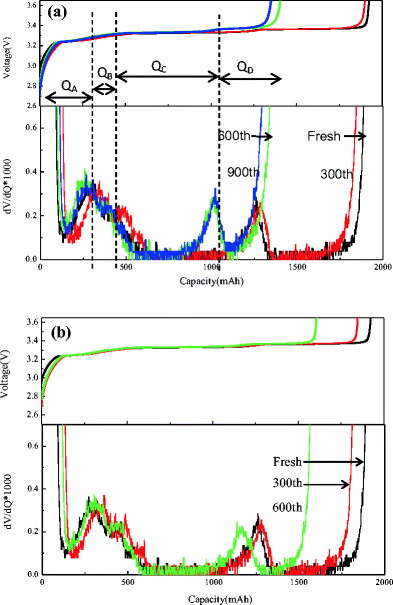 (a)
Voltage(V)
3.6
3.4
3.2
3.0
2.8
2.6
QA
QB
QC
QD
dV/dQ*1000
0.6
0.4
0.2
0.0
600th
900th
Fresh
300th
0 500 1000 1500 2000
Capacity(mAh)
(b)
Voltage(V)
3.6
3.4
3.2
3.0
2.8
dV/dQ*1000
0.6
0.4
0.2
0.0
Fresh
300th
600th
0 500 1000 1500 2000
Capacity(mAh)